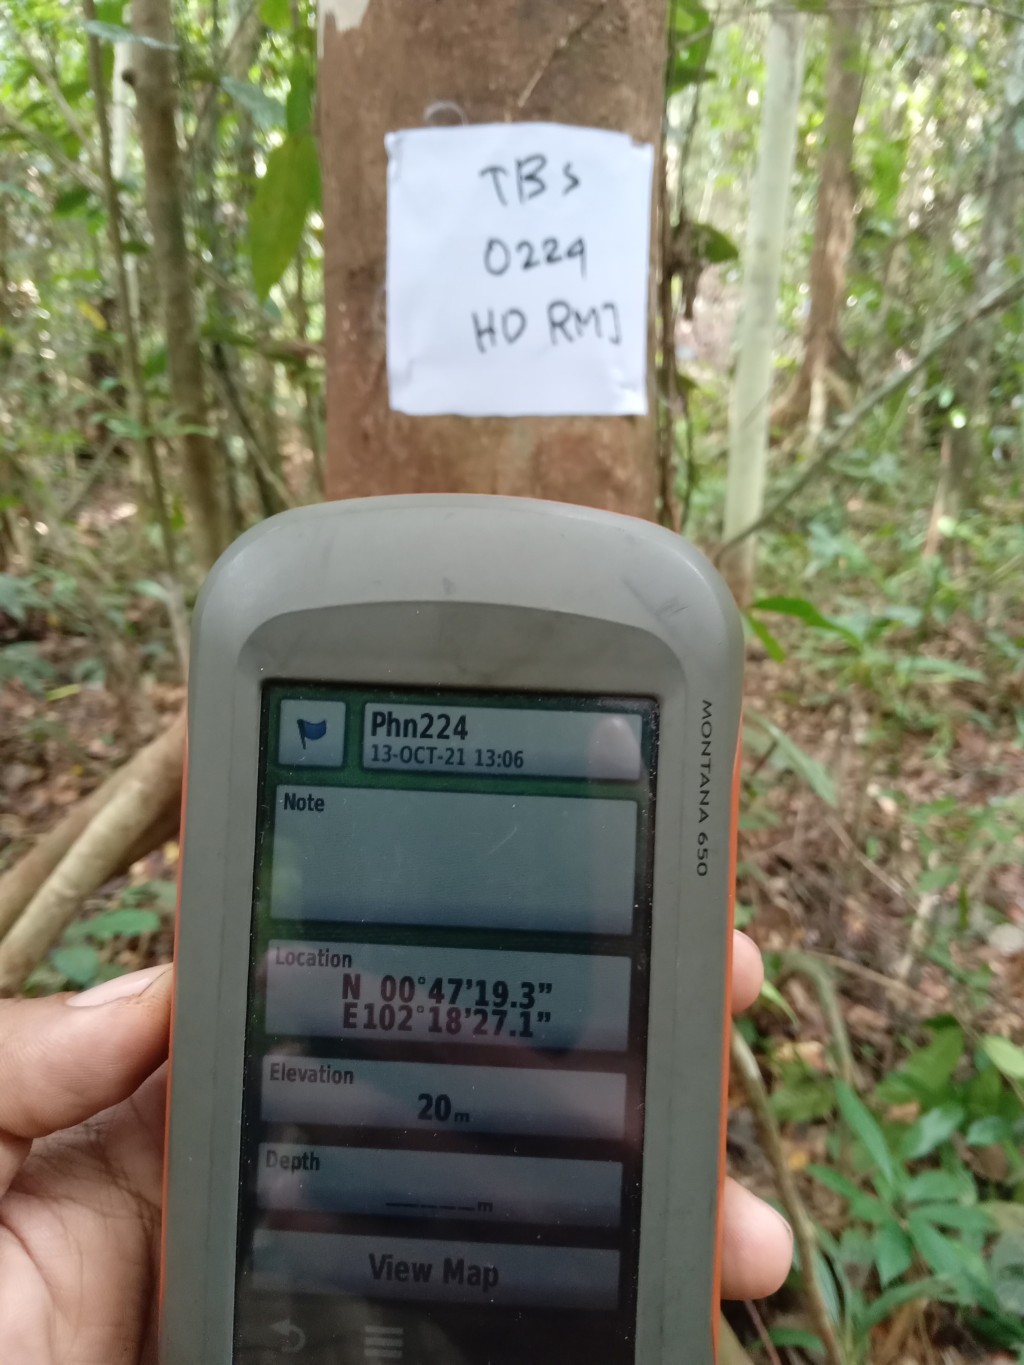 TBs
0224
HD RMJ
MONTANA 650
Phn224
13-OCT-21 13:06
Note
Location
N 00°47'19.3"
E102°18'27.1"
Elevation
20m
Depth
_____m
View Map